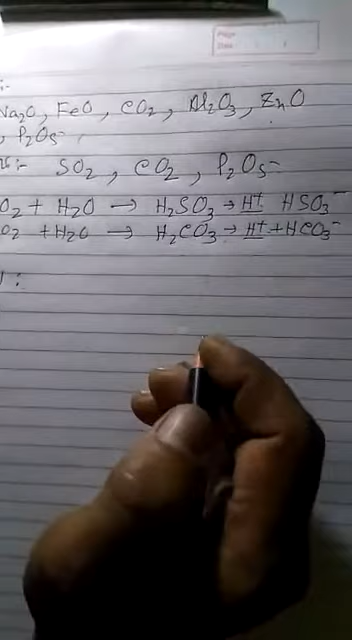 Page
Date
:-
Na₂O, FeO, CO₂, Al₂O₃, ZnO
, P₂O₅,
:- SO₂, CO₂, P₂O₅
O₂ + H₂O → H₂SO₃ → H⁺ HSO₃⁻
O₂ + H₂O → H₂CO₃ → H⁺ + HCO₃⁻
: